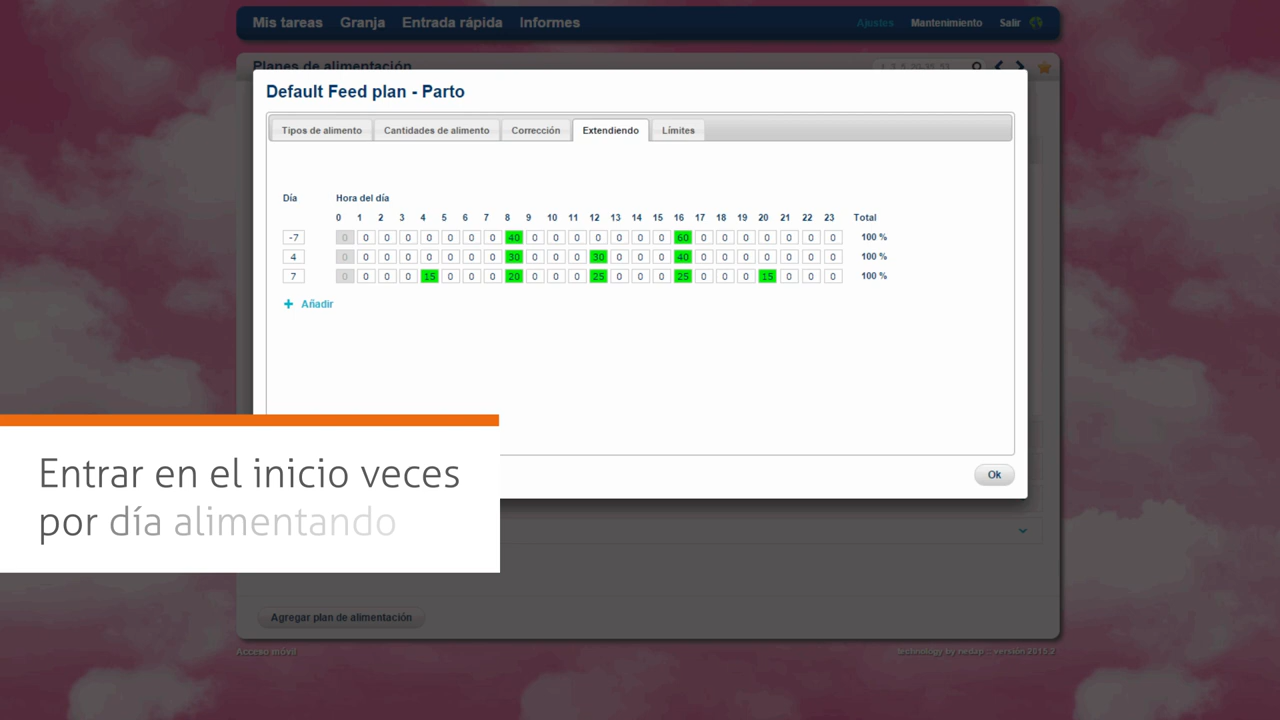 Mis tareas Granja Entrada rápida Informes Ajustes Mantenimiento Salir
Planes de alimentación
Default Feed plan - Parto
Tipos de alimento Cantidades de alimento Corrección Extendiendo Límites
Día Hora del día
0 1 2 3 4 5 6 7 8 9 10 11 12 13 14 15 16 17 18 19 20 21 22 23 Total
-7 0 0 0 0 0 0 0 0 40 0 0 0 0 0 0 0 60 0 0 0 0 0 0 0 100 %
4 0 0 0 0 0 0 0 0 30 0 0 0 30 0 0 0 40 0 0 0 0 0 0 0 100 %
7 0 0 0 0 15 0 0 0 20 0 0 0 25 0 0 0 25 0 0 0 15 0 0 0 100 %
+ Añadir
Ok
Entrar en el inicio veces
por día alimentando
Agregar plan de alimentación
Acceso móvil technology by nedap :: version 2015.2